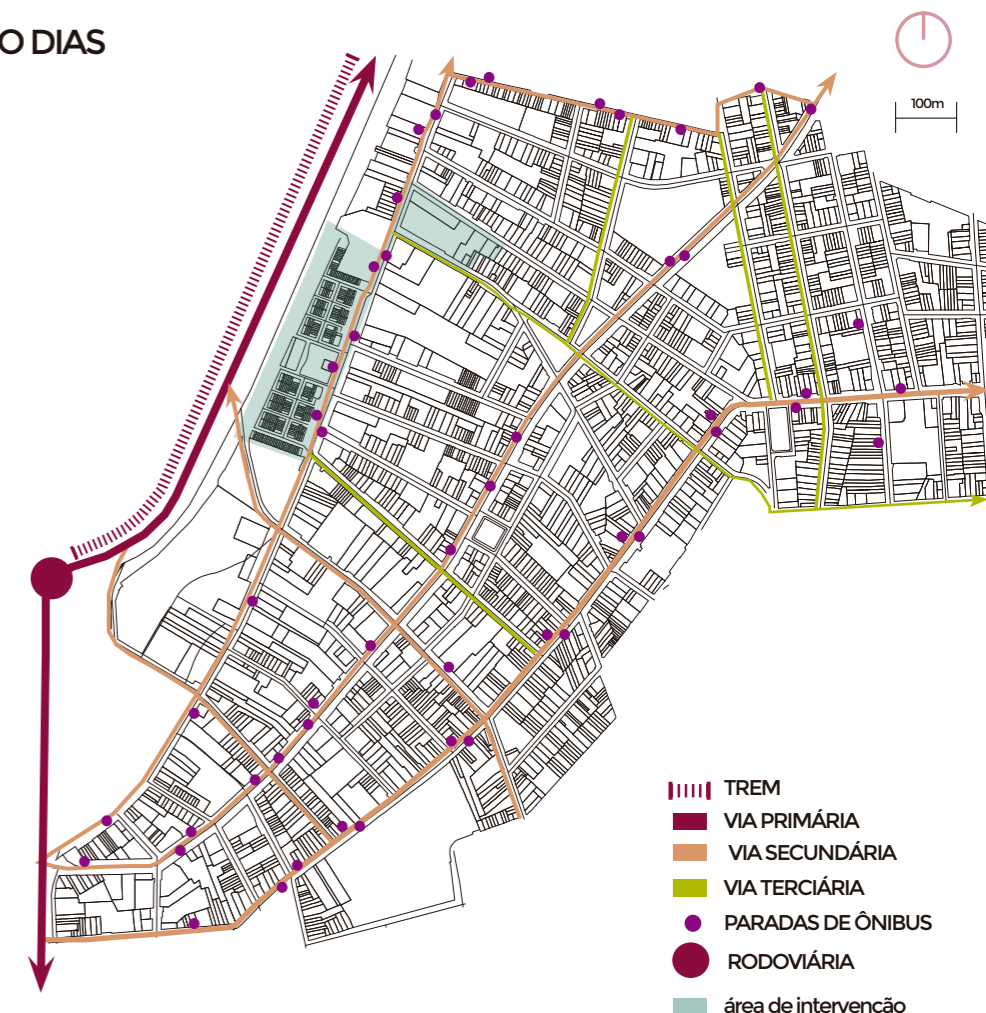 O DIAS
100m
TREM
VIA PRIMÁRIA
VIA SECUNDÁRIA
VIA TERCIÁRIA
PARADAS DE ÔNIBUS
RODOVIÁRIA
área de intervenção